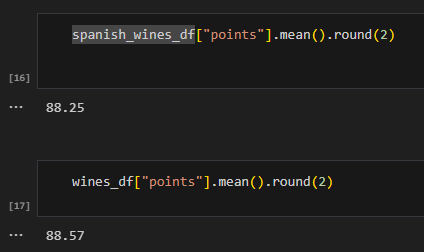 spanish_wines_df["points"].mean().round(2)
[16]
... 88.25
wines_df["points"].mean().round(2)
[17]
... 88.57